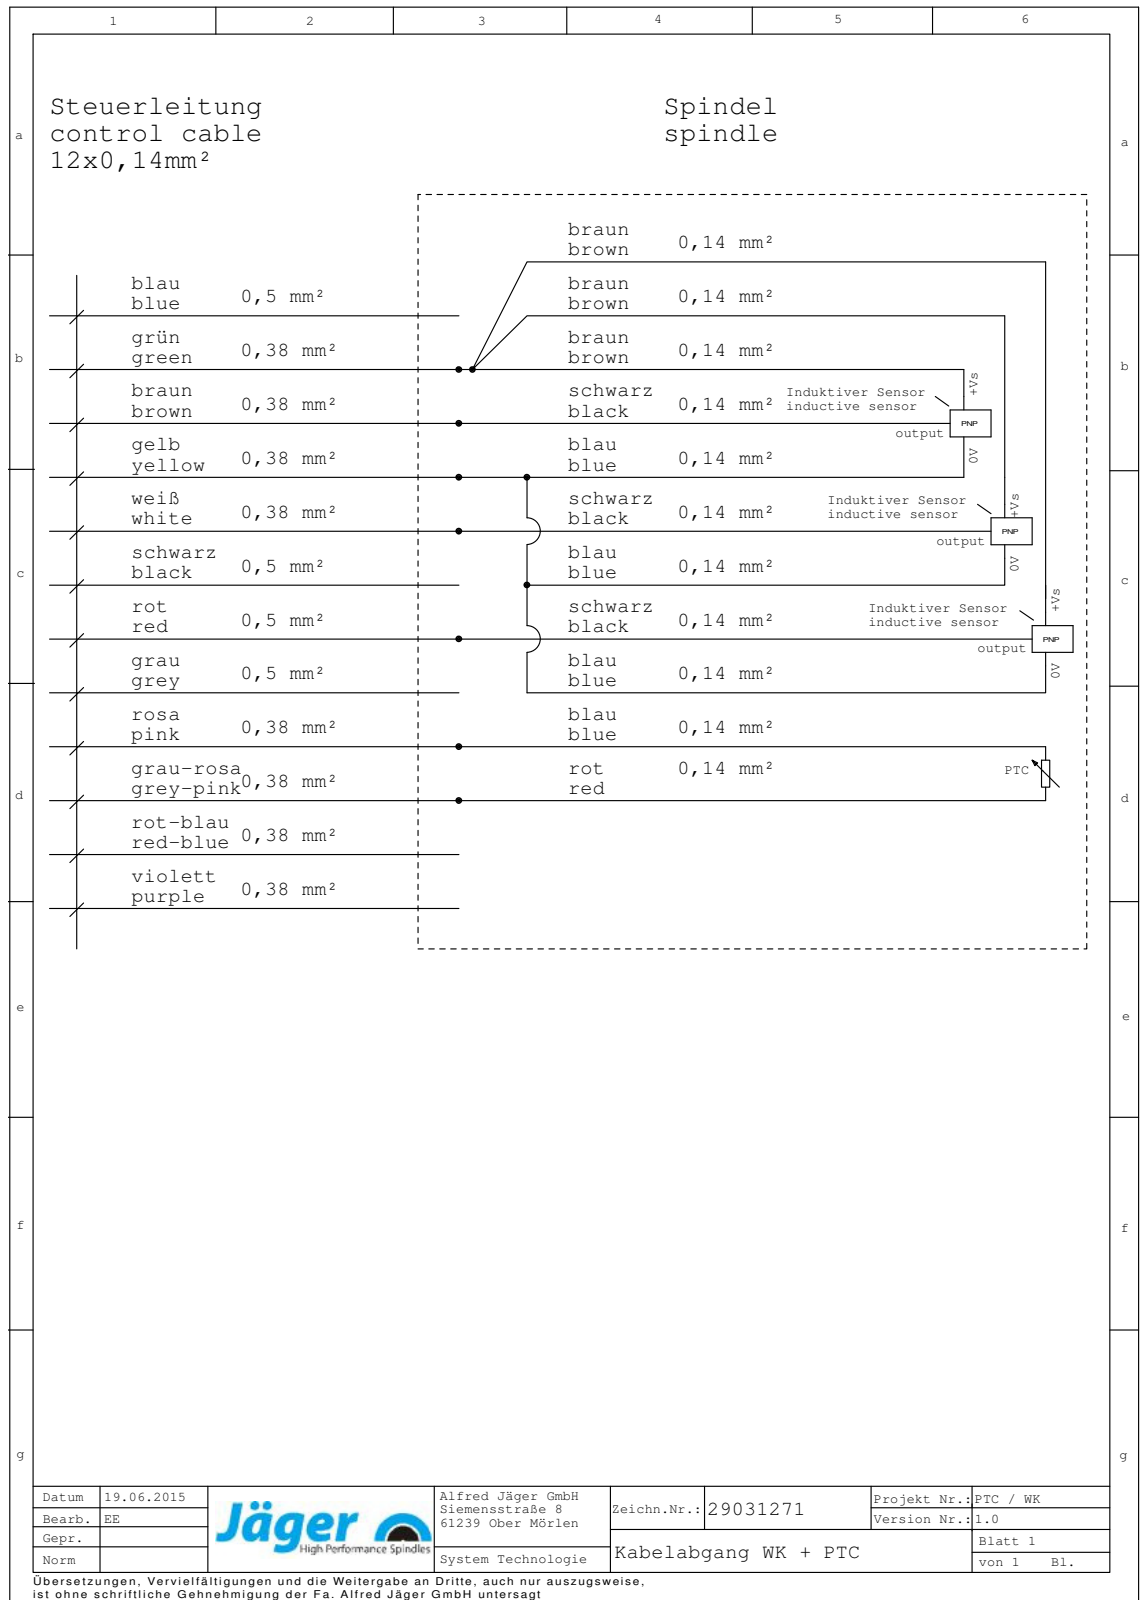 1 2 3 4 5 6
Steuerleitung
control cable
12x0,14mm²
Spindel
spindle
a
a
braun
brown 0,14 mm²
blau
blue 0,5 mm²
braun
brown 0,14 mm²
grün
green 0,38 mm²
braun
brown 0,14 mm²
b
b
+Vs
braun
brown 0,38 mm²
schwarz
black 0,14 mm²
Induktiver Sensor
inductive sensor
PNP
output
0V
gelb
yellow 0,38 mm²
blau
blue 0,14 mm²
weiß
white 0,38 mm²
schwarz
black 0,14 mm²
Induktiver Sensor
inductive sensor
+Vs
PNP
output
0V
schwarz
black 0,5 mm²
blau
blue 0,14 mm²
c
c
rot
red 0,5 mm²
schwarz
black 0,14 mm²
Induktiver Sensor
inductive sensor
+Vs
PNP
output
0V
grau
grey 0,5 mm²
blau
blue 0,14 mm²
rosa
pink 0,38 mm²
blau
blue 0,14 mm²
grau-rosa
grey-pink 0,38 mm²
rot
red 0,14 mm²
PTC
d
d
rot-blau
red-blue 0,38 mm²
violett
purple 0,38 mm²
e
e
f
f
g
g
Datum 19.06.2015
Bearb. EE
Gepr.
Norm
Jäger
High Performance Spindles
Alfred Jäger GmbH
Siemensstraße 8
61239 Ober Mörlen
System Technologie
Zeichn.Nr.: 29031271
Kabelabgang WK + PTC
Projekt Nr.: PTC / WK
Version Nr.: 1.0
Blatt 1
von 1 Bl.
Übersetzungen, Vervielfältigungen und die Weitergabe an Dritte, auch nur auszugsweise,
ist ohne schriftliche Gehnehmigung der Fa. Alfred Jäger GmbH untersagt